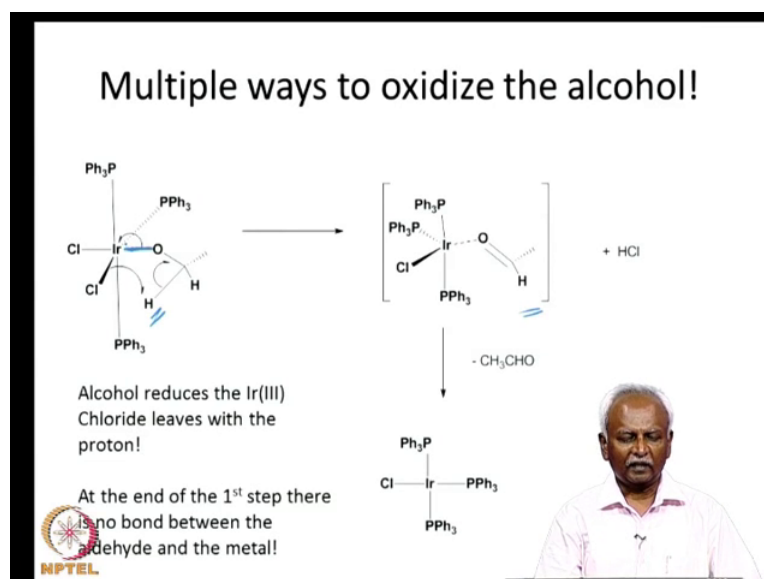 Multiple ways to oxidize the alcohol!
Ph₃P
PPh₃
Cl Ir O
Cl
H
H
PPh₃
Ph₃P
Ph₃P
Ir O
Cl
H
PPh₃
+ HCl
- CH₃CHO
Ph₃P
Cl Ir PPh₃
PPh₃
Alcohol reduces the Ir(III)
Chloride leaves with the
proton!
At the end of the 1st step there
is no bond between the
aldehyde and the metal!
NPTEL